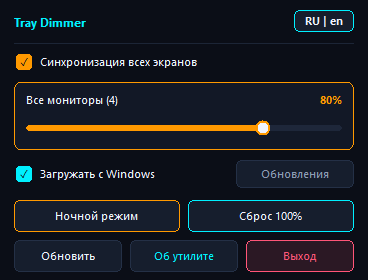 Tray Dimmer
RU | en
Синхронизация всех экранов
Все мониторы (4) 80%
Загружать с Windows
Обновления
Ночной режим
Сброс 100%
Обновить
Об утилите
Выход